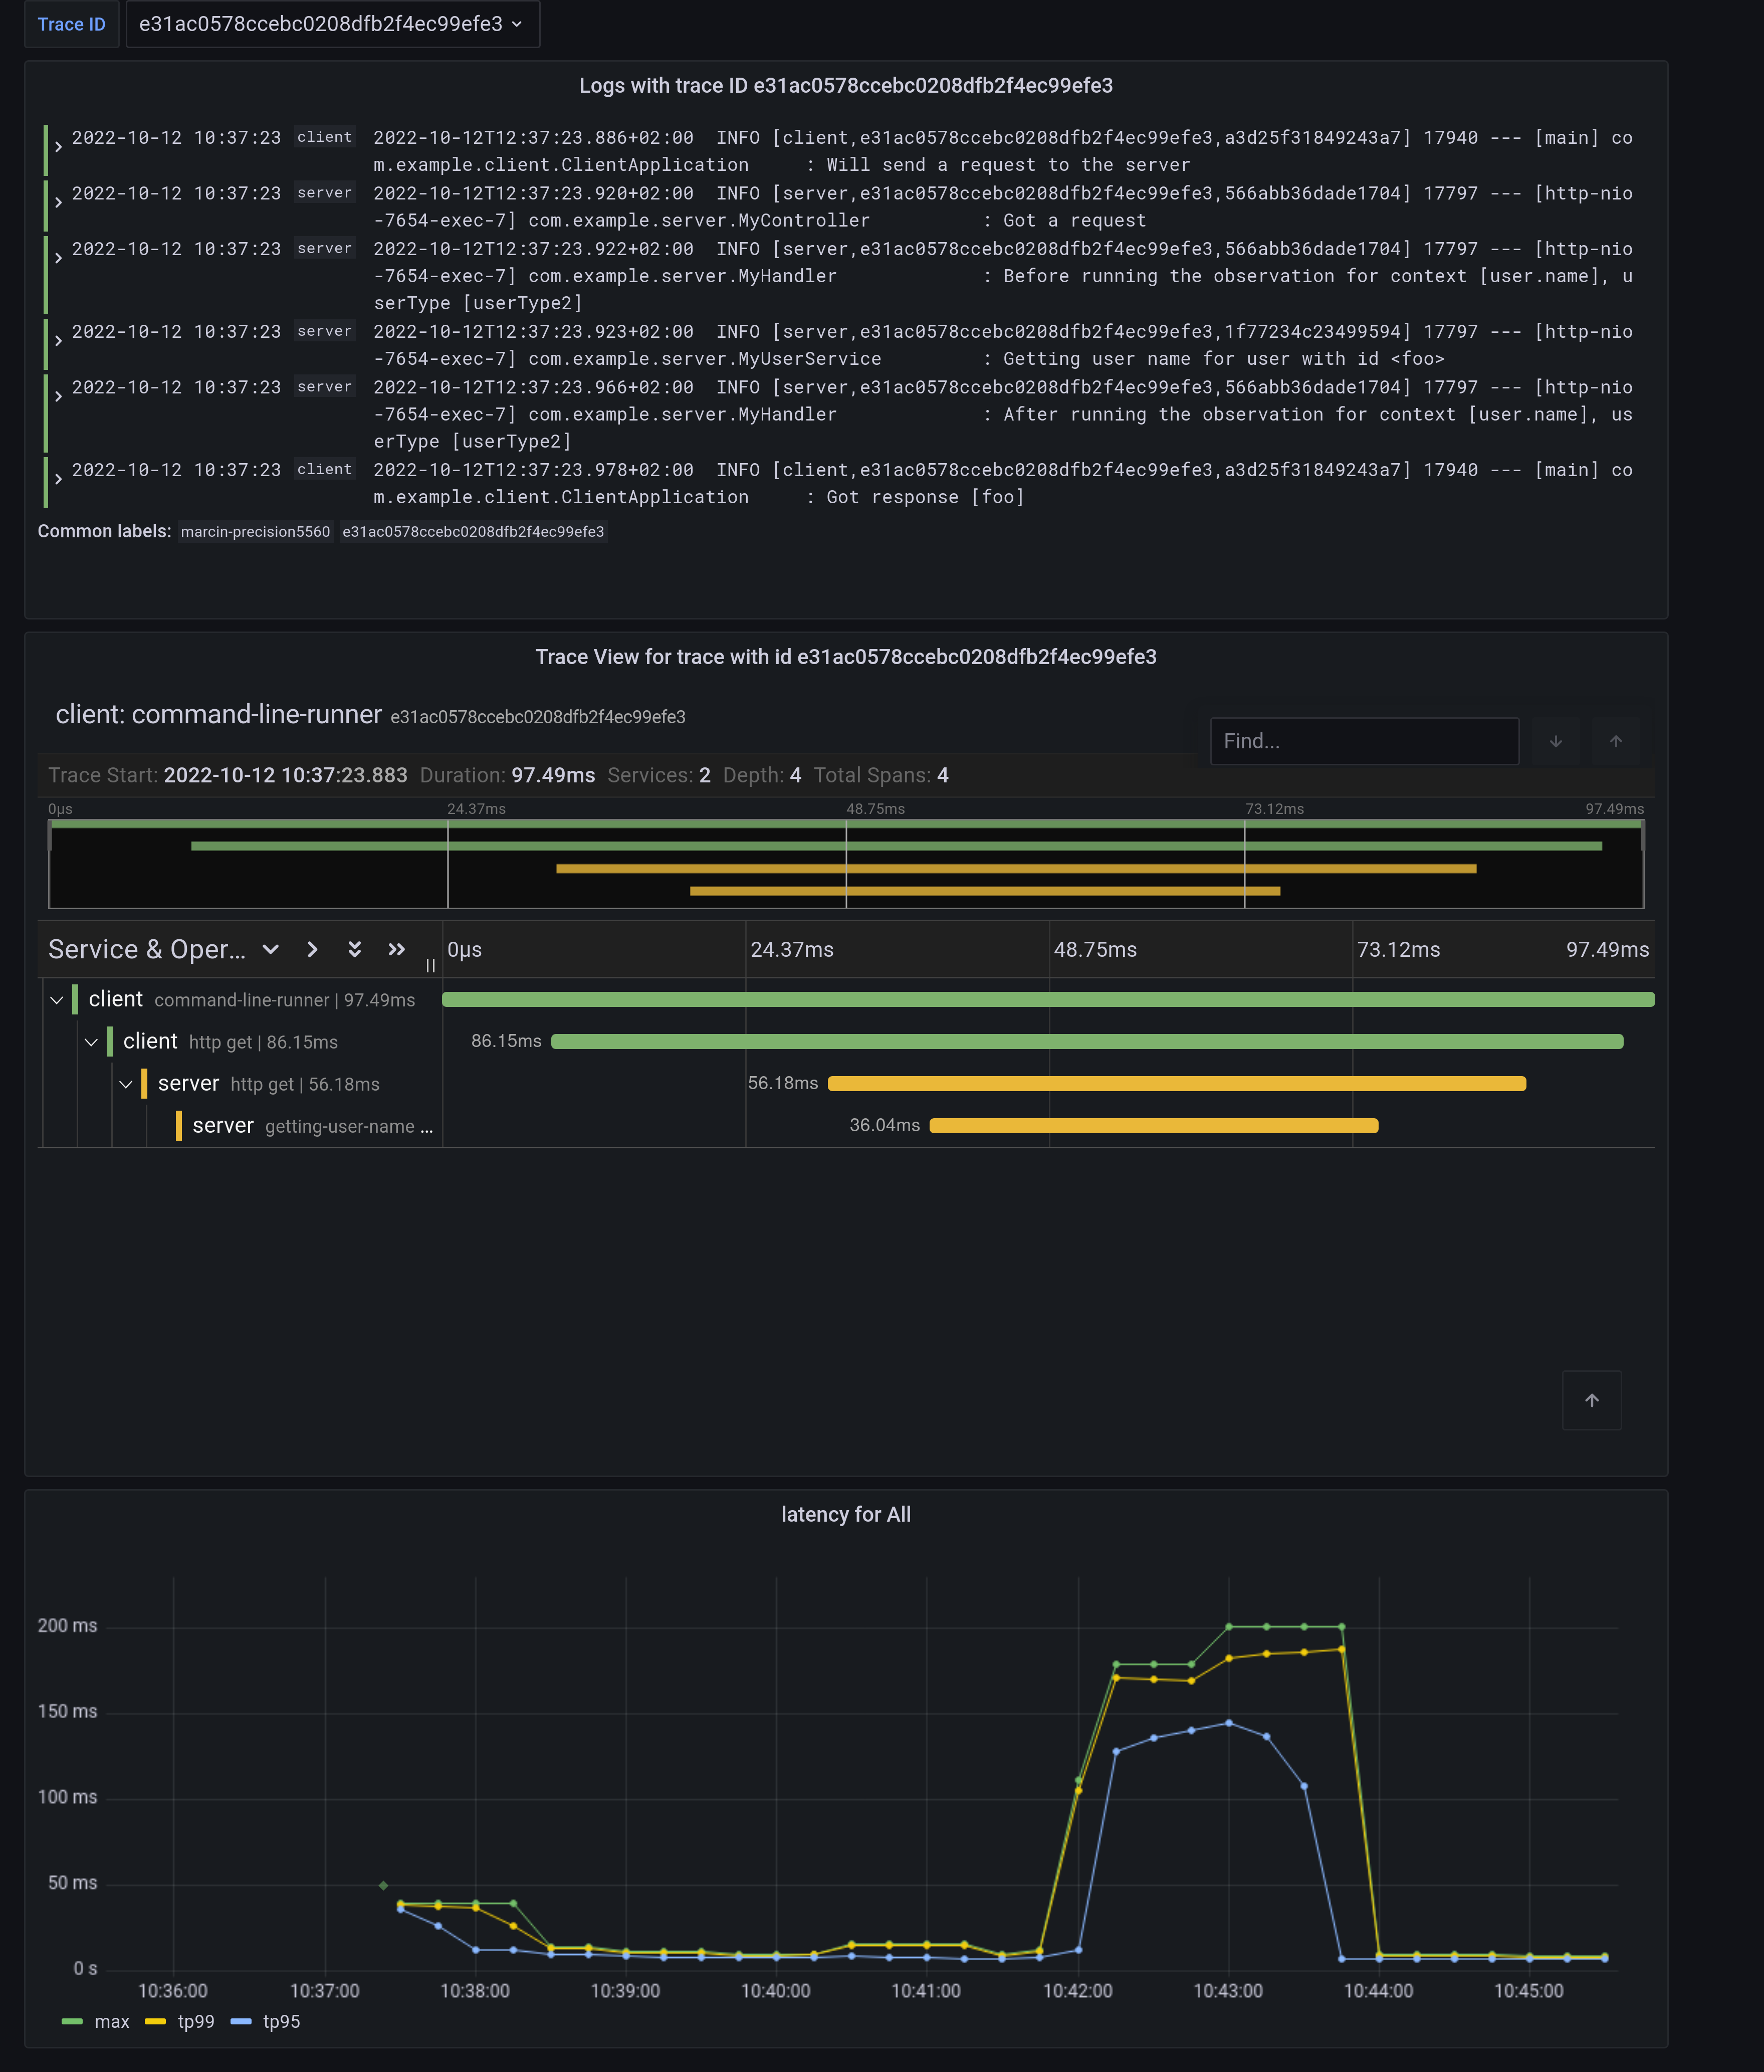 Trace ID e31ac0578ccebc0208dfb2f4ec99efe3
Logs with trace ID e31ac0578ccebc0208dfb2f4ec99efe3
2022-10-12 10:37:23 client 2022-10-12T12:37:23.886+02:00  INFO [client,e31ac0578ccebc0208dfb2f4ec99efe3,a3d25f31849243a7] 17940 --- [main] co
m.example.client.ClientApplication     : Will send a request to the server
2022-10-12 10:37:23 server 2022-10-12T12:37:23.920+02:00  INFO [server,e31ac0578ccebc0208dfb2f4ec99efe3,566abb36dade1704] 17797 --- [http-nio
-7654-exec-7] com.example.server.MyController          : Got a request
2022-10-12 10:37:23 server 2022-10-12T12:37:23.922+02:00  INFO [server,e31ac0578ccebc0208dfb2f4ec99efe3,566abb36dade1704] 17797 --- [http-nio
-7654-exec-7] com.example.server.MyHandler             : Before running the observation for context [user.name], u
serType [userType2]
2022-10-12 10:37:23 server 2022-10-12T12:37:23.923+02:00  INFO [server,e31ac0578ccebc0208dfb2f4ec99efe3,1f77234c23499594] 17797 --- [http-nio
-7654-exec-7] com.example.server.MyUserService         : Getting user name for user with id <foo>
2022-10-12 10:37:23 server 2022-10-12T12:37:23.966+02:00  INFO [server,e31ac0578ccebc0208dfb2f4ec99efe3,566abb36dade1704] 17797 --- [http-nio
-7654-exec-7] com.example.server.MyHandler             : After running the observation for context [user.name], us
erType [userType2]
2022-10-12 10:37:23 client 2022-10-12T12:37:23.978+02:00  INFO [client,e31ac0578ccebc0208dfb2f4ec99efe3,a3d25f31849243a7] 17940 --- [main] co
m.example.client.ClientApplication     : Got response [foo]
Common labels: marcin-precision5560 e31ac0578ccebc0208dfb2f4ec99efe3
Trace View for trace with id e31ac0578ccebc0208dfb2f4ec99efe3
client: command-line-runner e31ac0578ccebc0208dfb2f4ec99efe3
Find...
Trace Start: 2022-10-12 10:37:23.883 Duration: 97.49ms Services: 2 Depth: 4 Total Spans: 4
0μs 24.37ms 48.75ms 73.12ms 97.49ms
Service & Oper... 0μs 24.37ms 48.75ms 73.12ms 97.49ms
client command-line-runner | 97.49ms
client http get | 86.15ms 86.15ms
server http get | 56.18ms 56.18ms
server getting-user-name ... 36.04ms
latency for All
200 ms
150 ms
100 ms
50 ms
0 s
10:36:00 10:37:00 10:38:00 10:39:00 10:40:00 10:41:00 10:42:00 10:43:00 10:44:00 10:45:00
max tp99 tp95